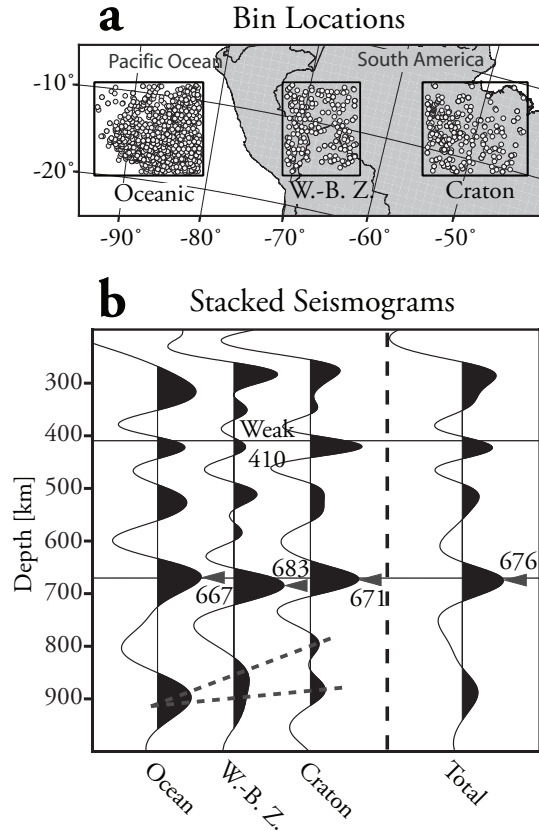 a Bin Locations
Pacific Ocean
South America
-10°
-20°
Oceanic
W.-B. Z.
Craton
-90° -80° -70° -60° -50°
b Stacked Seismograms
Depth [km]
300
400
500
600
700
800
900
Weak
410
667
683
671
676
Ocean
W.-B. Z.
Craton
Total